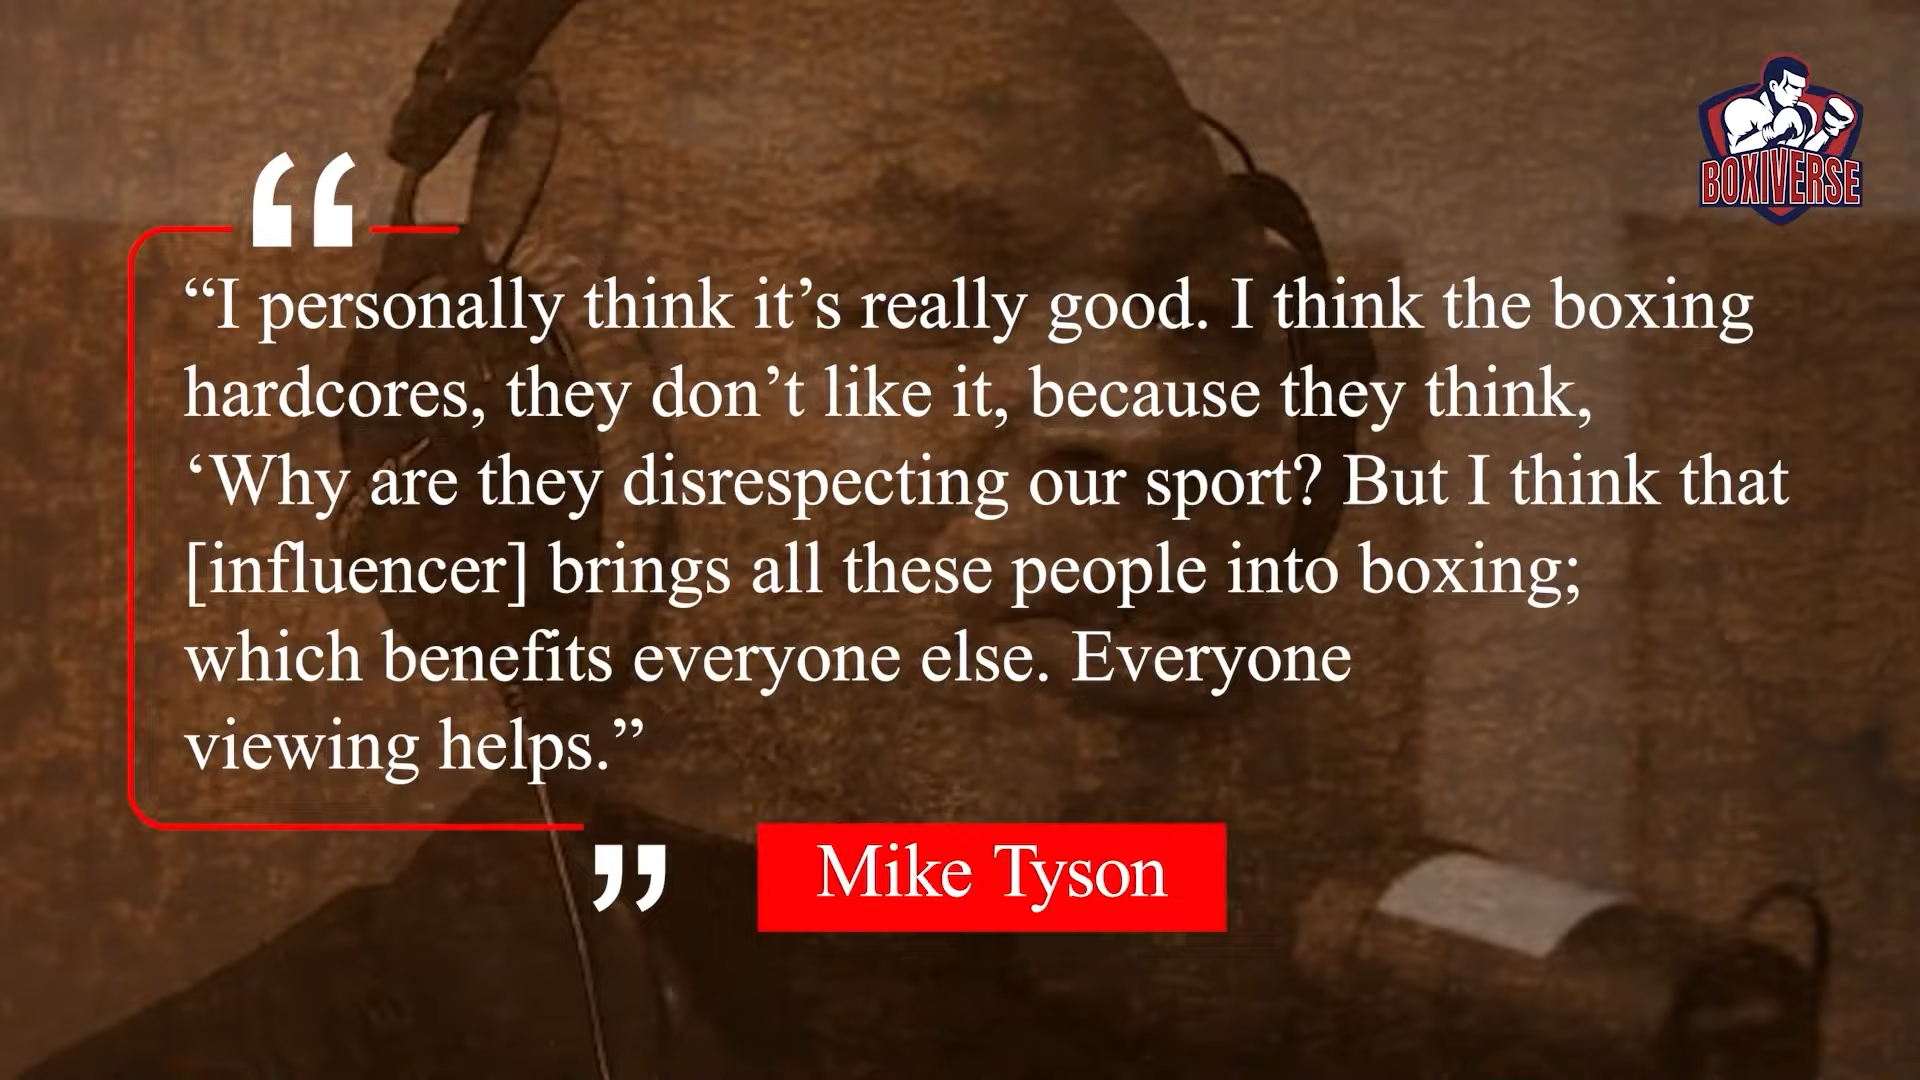 BOXIVERSE
“
“I personally think it’s really good. I think the boxing
hardcores, they don’t like it, because they think,
‘Why are they disrespecting our sport? But I think that
[influencer] brings all these people into boxing;
which benefits everyone else. Everyone
viewing helps.”
”
Mike Tyson